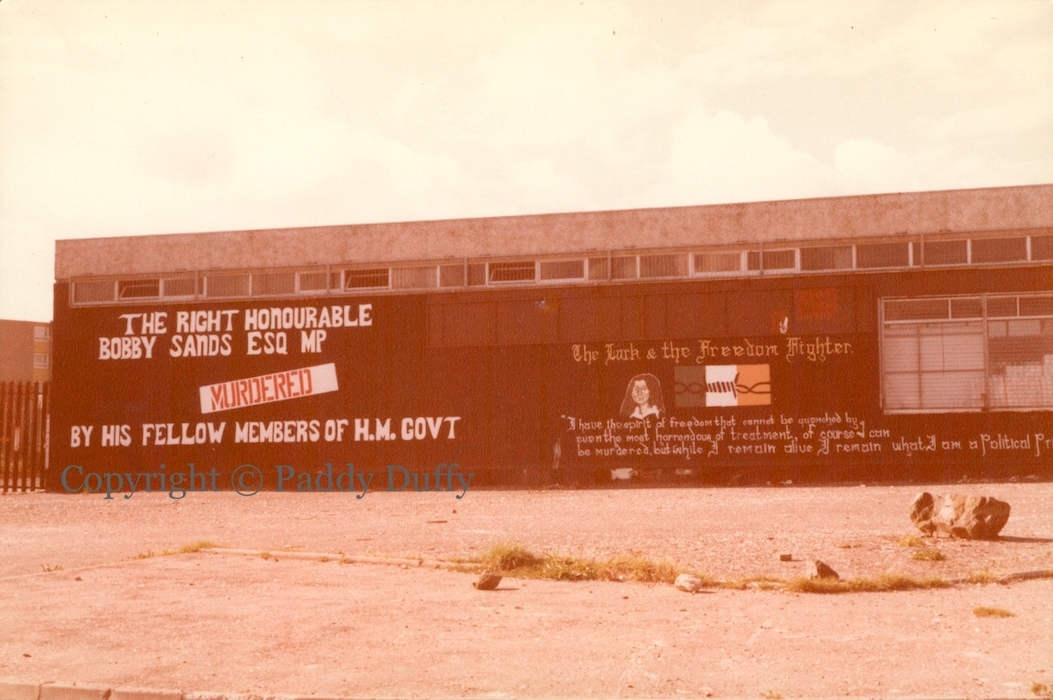 THE RIGHT HONOURABLE
BOBBY SANDS ESQ MP
MURDERED
BY HIS FELLOW MEMBERS OF H.M. GOVT
The Lark & the Freedom Fighter.
"I have the spirit of freedom that cannot be quenched by
even the most horrendous of treatment, of course I can
be murdered, but while I remain alive, I remain what I am a Political Pr
Copyright © Paddy Duffy